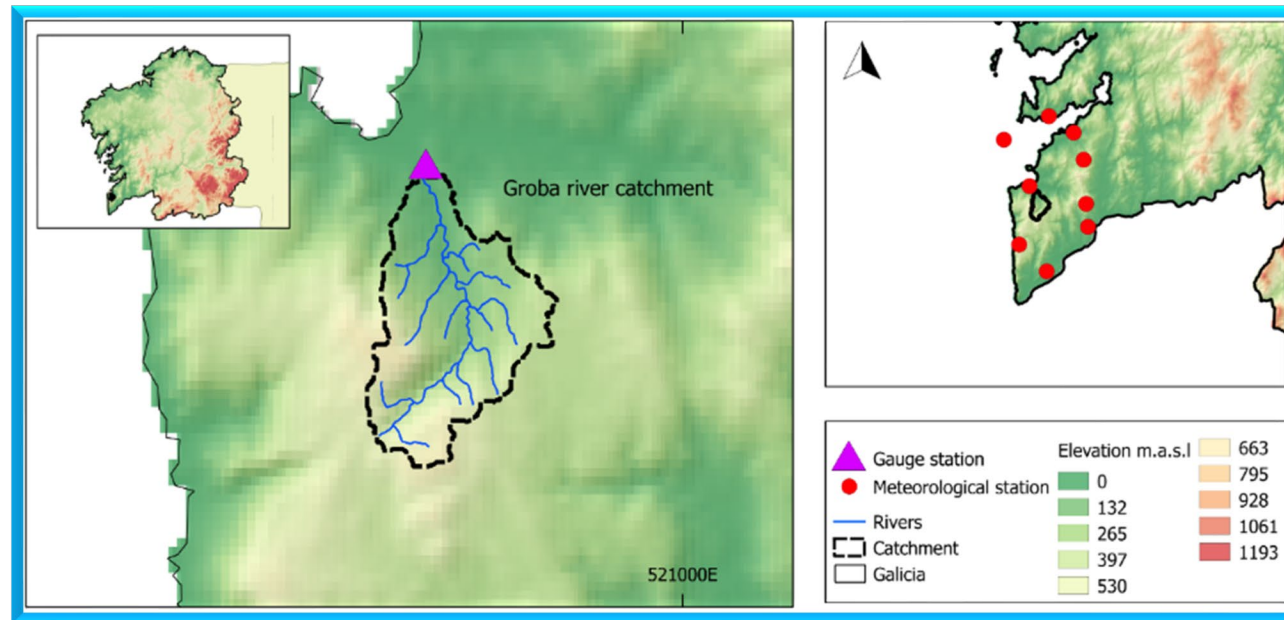 Groba river catchment
521000E
Gauge station
Meteorological station
Rivers
Catchment
Galicia
Elevation m.a.s.l
0
132
265
397
530
663
795
928
1061
1193